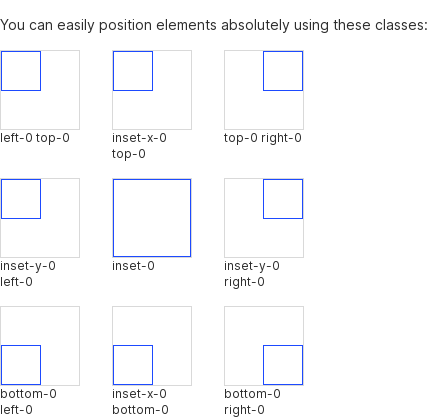 You can easily position elements absolutely using these classes:
left-0 top-0
inset-x-0
top-0
top-0 right-0
inset-y-0
left-0
inset-0
inset-y-0
right-0
bottom-0
left-0
inset-x-0
bottom-0
bottom-0
right-0